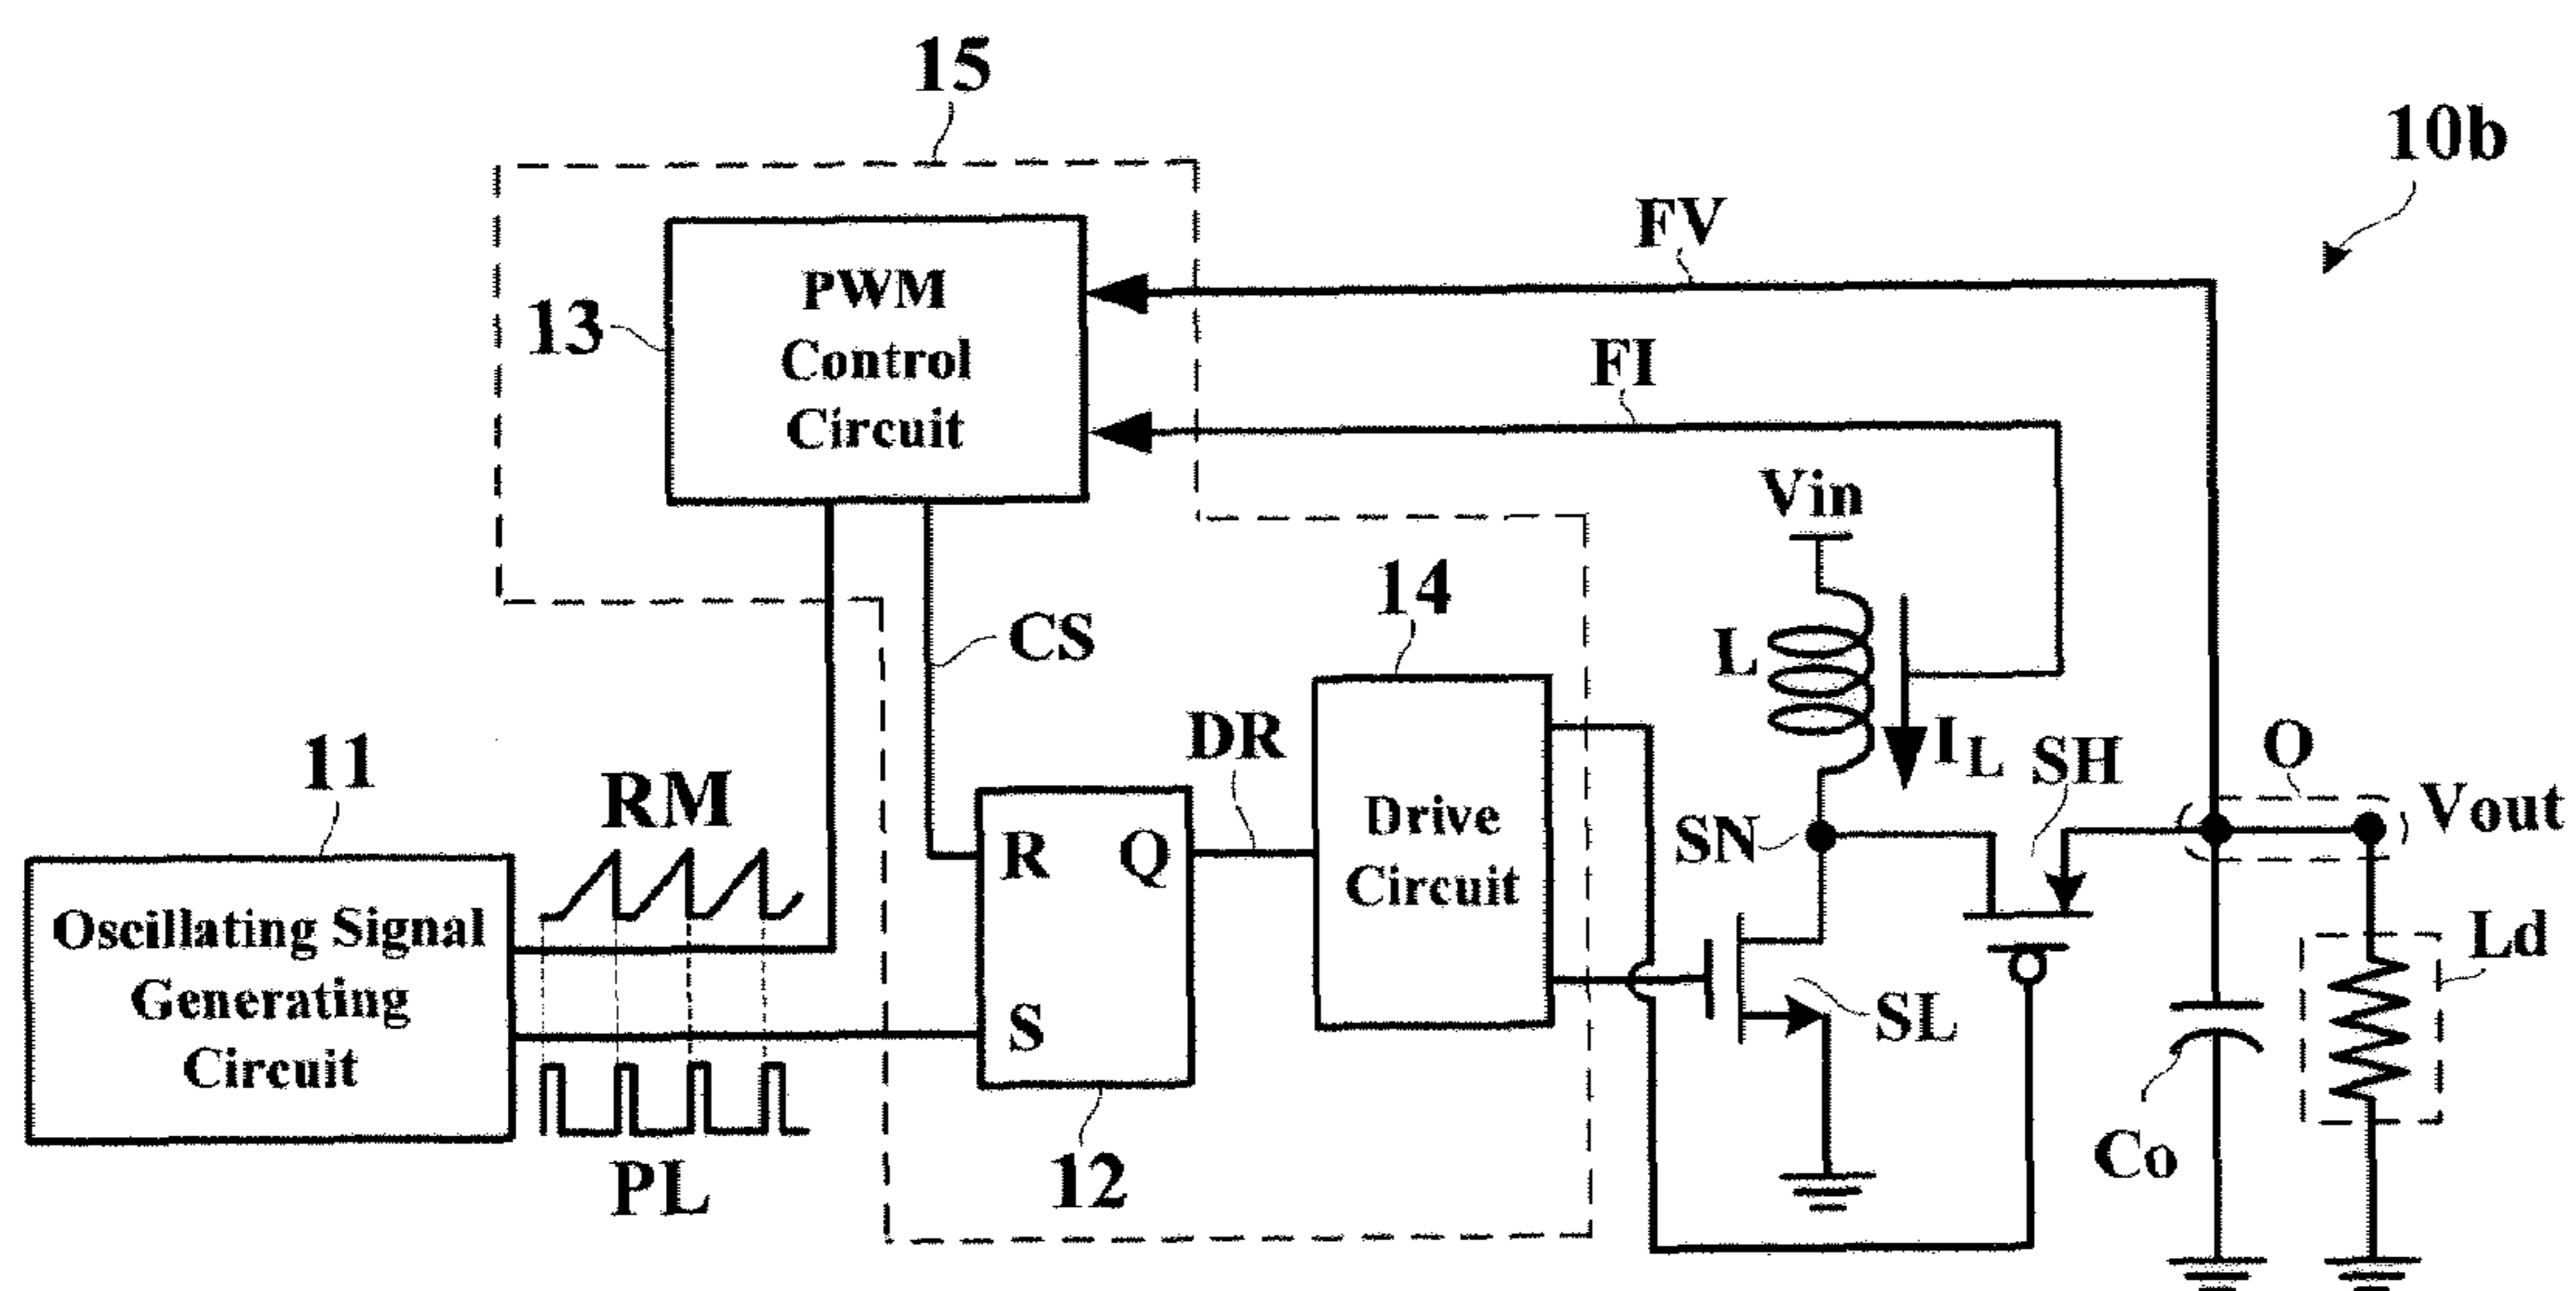 15
10b
FV
PWM
Control
Circuit
13
FI
Vin
14
CS
L
DR
I L
SH
O
Vout
11
RM
Drive
Circuit
SN
R Q
S
Oscillating Signal
Generating
Circuit
Ld
SL
Co
12
PL